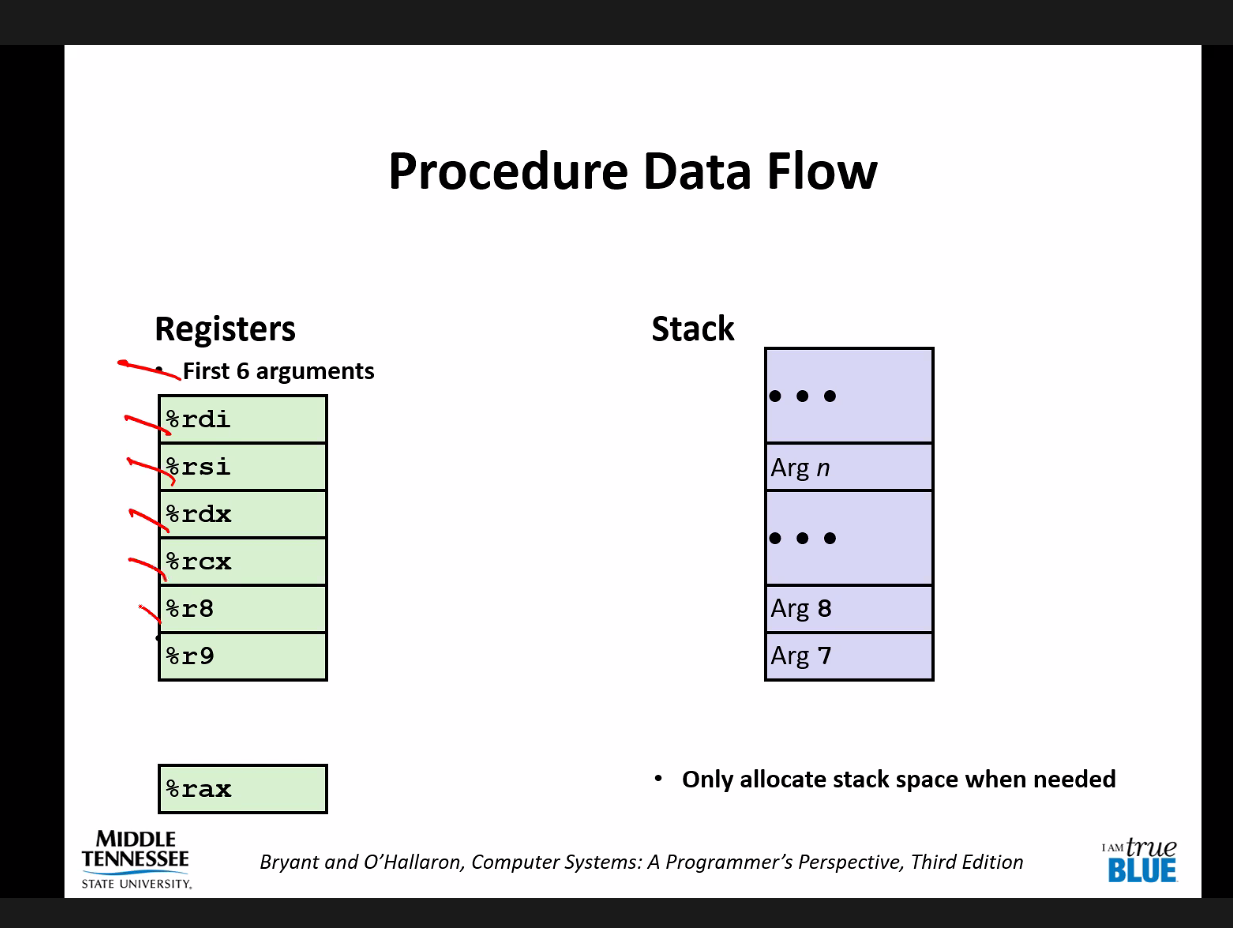 Procedure Data Flow
Registers
• First 6 arguments
%rdi
%rsi
%rdx
%rcx
%r8
%r9
%rax
Stack
• • •
Arg n
• • •
Arg 8
Arg 7
• Only allocate stack space when needed
MIDDLE
TENNESSEE
STATE UNIVERSITY.
Bryant and O’Hallaron, Computer Systems: A Programmer’s Perspective, Third Edition
I AM true
BLUE